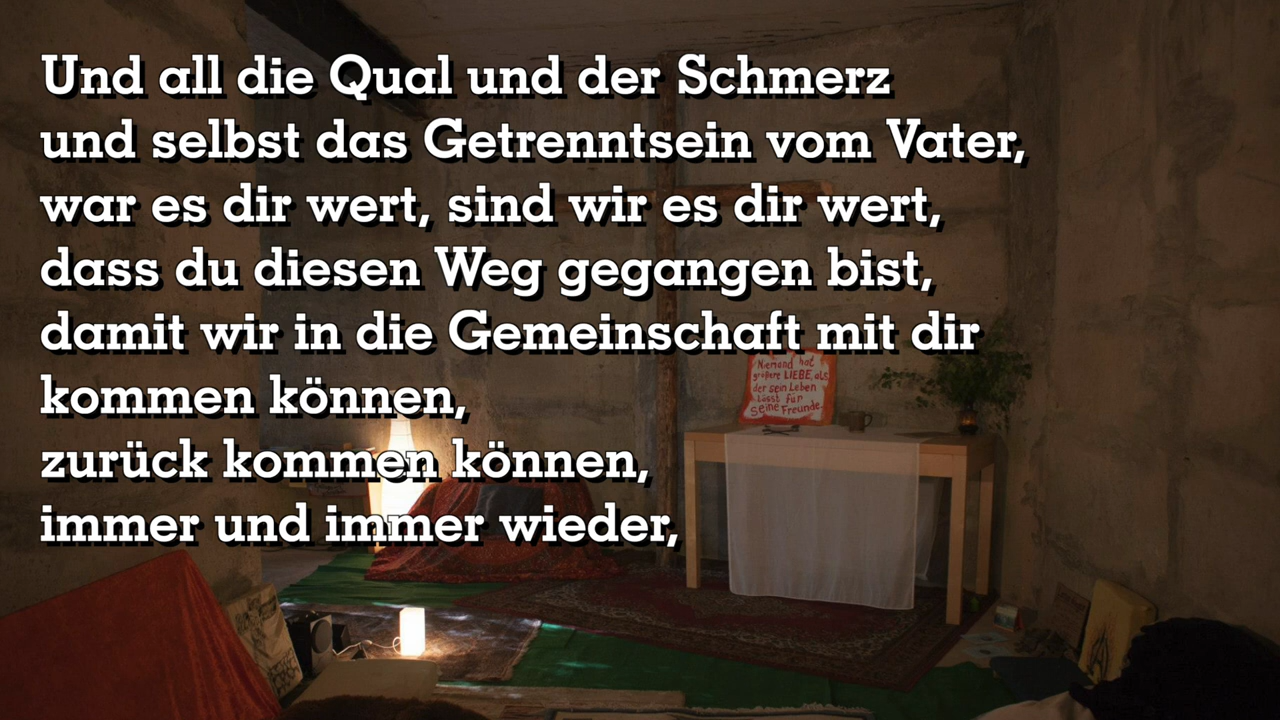 Und all die Qual und der Schmerz
und selbst das Getrenntsein vom Vater,
war es dir wert, sind wir es dir wert,
dass du diesen Weg gegangen bist,
damit wir in die Gemeinschaft mit dir
kommen können,
zurück kommen können,
immer und immer wieder,
Niemand hat
größere LIEBE als
der sein Leben
lässt für
seine Freunde.